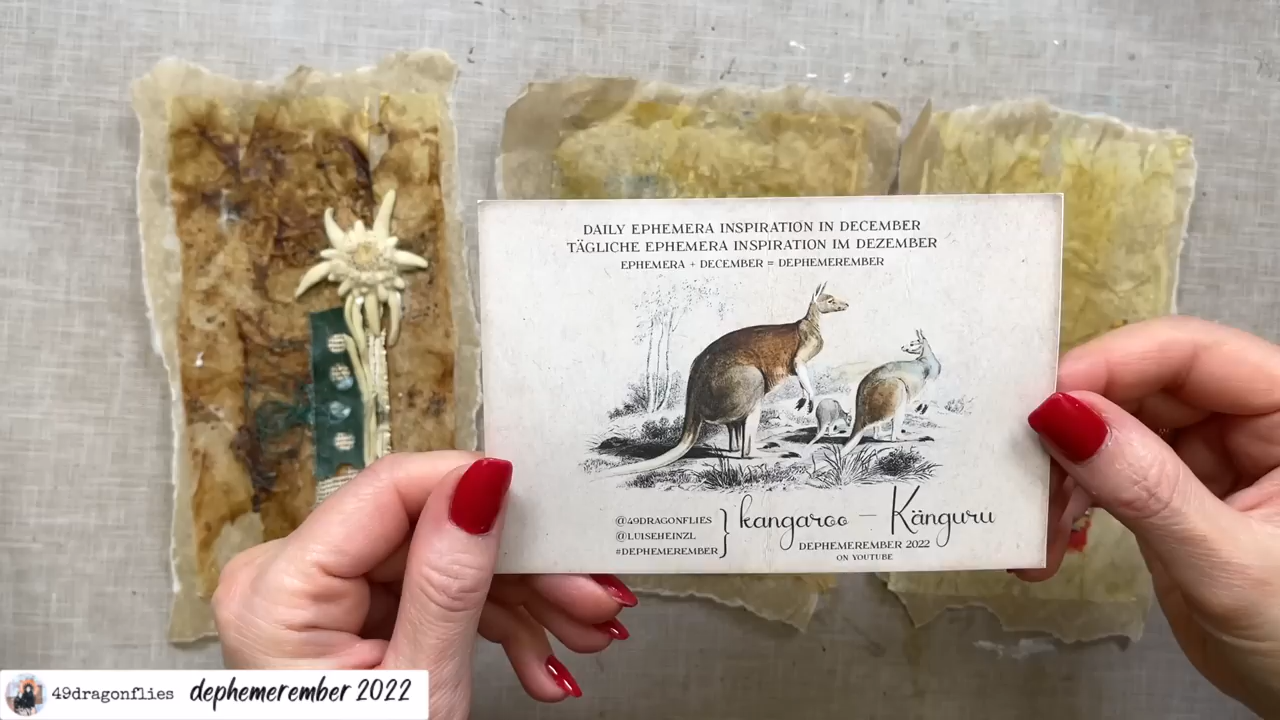 DAILY EPHEMERA INSPIRATION IN DECEMBER
TÄGLICHE EPHEMERA INSPIRATION IM DEZEMBER
EPHEMERA + DECEMBER = DEPHEMEREMBER
@49DRAGONFLIES
@LUISEHEINZL
#DEPHEMEREMBER
kangaroo – Känguru
DEPHEMEREMBER 2022
ON YOUTUBE
49dragonflies dephemerember 2022